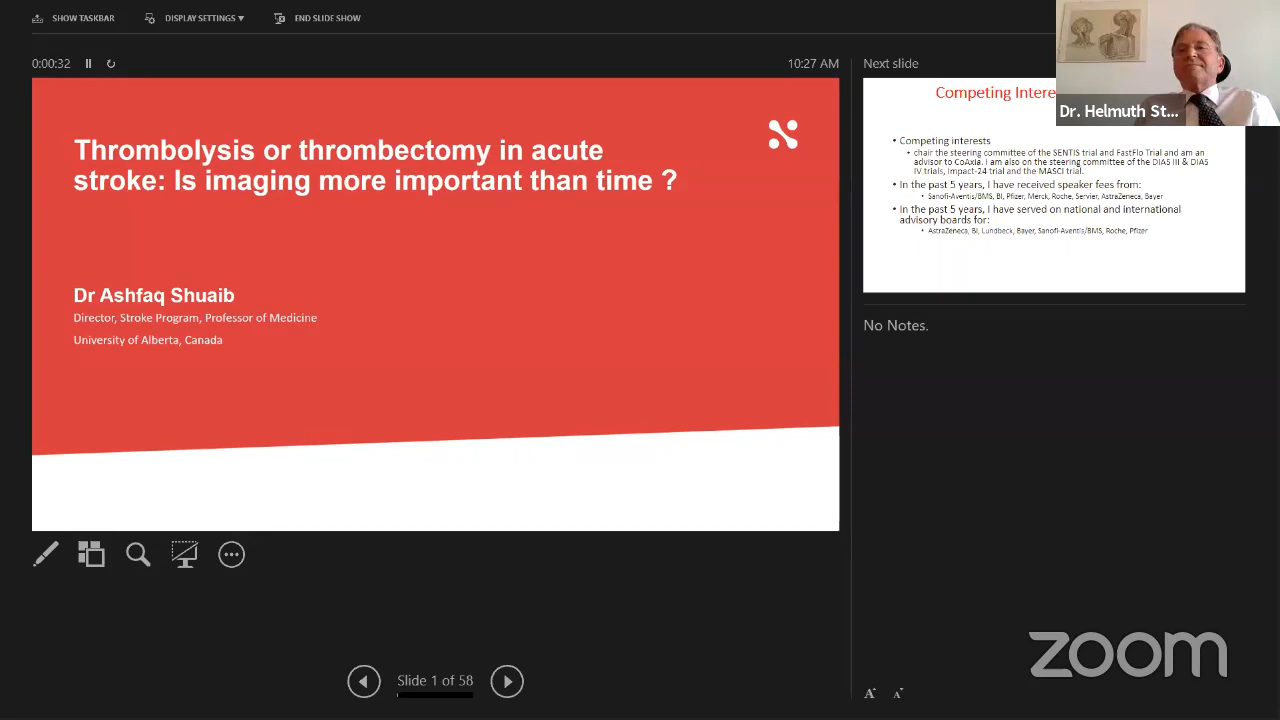 SHOW TASKBAR
DISPLAY SETTINGS ▼
END SLIDE SHOW
0:00:32
10:27 AM
Thrombolysis or thrombectomy in acute
stroke: Is imaging more important than time ?
Dr Ashfaq Shuaib
Director, Stroke Program, Professor of Medicine
University of Alberta, Canada
Slide 1 of 58
Next slide
Competing Intere
• Competing interests
• chair the steering committee of the SENTIS trial and FastFlo Trial and am an
advisor to CoAxia. I am also on the steering committee of the DIAS III & DIAS
IV trials, Impact-24 trial and the MASCI trial.
• In the past 5 years, I have received speaker fees from:
• Sanofi-Aventis/BMS, BI, Pfizer, Merck, Roche, Servier, AstraZeneca, Bayer
• In the past 5 years, I have served on national and international
advisory boards for:
• AstraZeneca, BI, Lundbeck, Bayer, Sanofi-Aventis/BMS, Roche, Pfizer
Dr. Helmuth St...
No Notes.
zoom
A A